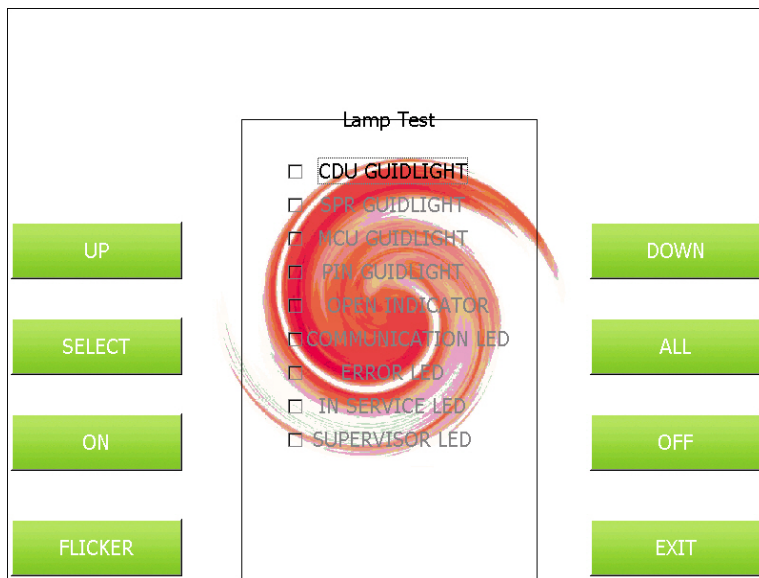 Lamp Test
CDU GUIDLIGHT
SPR GUIDLIGHT
MCU GUIDLIGHT
PIN GUIDLIGHT
OPEN INDICATOR
COMMUNICATION LED
ERROR LED
IN SERVICE LED
SUPERVISOR LED
UP
SELECT
ON
FLICKER
DOWN
ALL
OFF
EXIT